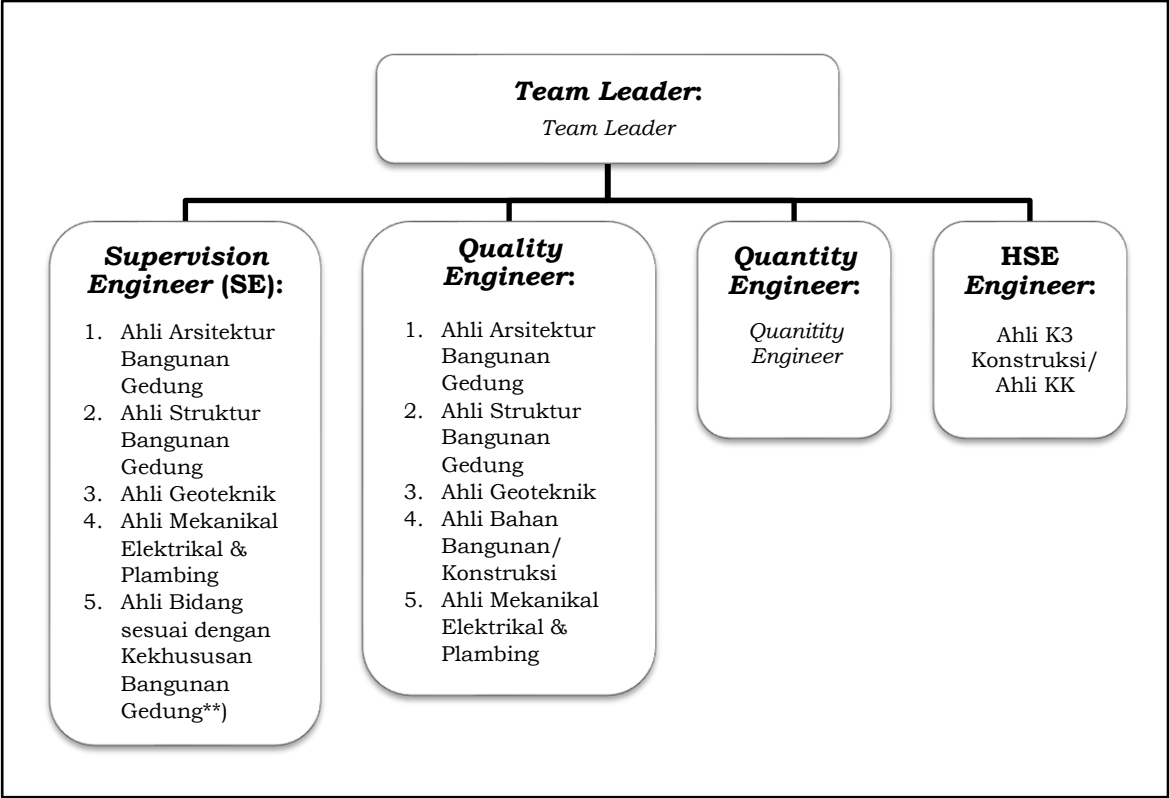 Team Leader:
Team Leader
Supervision
Engineer (SE):
1. Ahli Arsitektur
Bangunan
Gedung
2. Ahli Struktur
Bangunan
Gedung
3. Ahli Geoteknik
4. Ahli Mekanikal
Elektrikal &
Plambing
5. Ahli Bidang
sesuai dengan
Kekhususan
Bangunan
Gedung**)
Quality
Engineer:
1. Ahli Arsitektur
Bangunan
Gedung
2. Ahli Struktur
Bangunan
Gedung
3. Ahli Geoteknik
4. Ahli Bahan
Bangunan/
Konstruksi
5. Ahli Mekanikal
Elektrikal &
Plambing
Quantity
Engineer:
Quanitity
Engineer
HSE
Engineer:
Ahli K3
Konstruksi/
Ahli KK